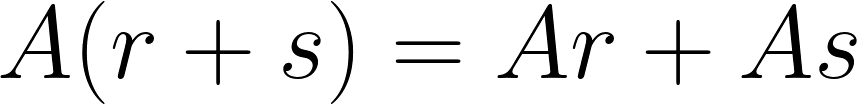 A(r + s) = Ar + As